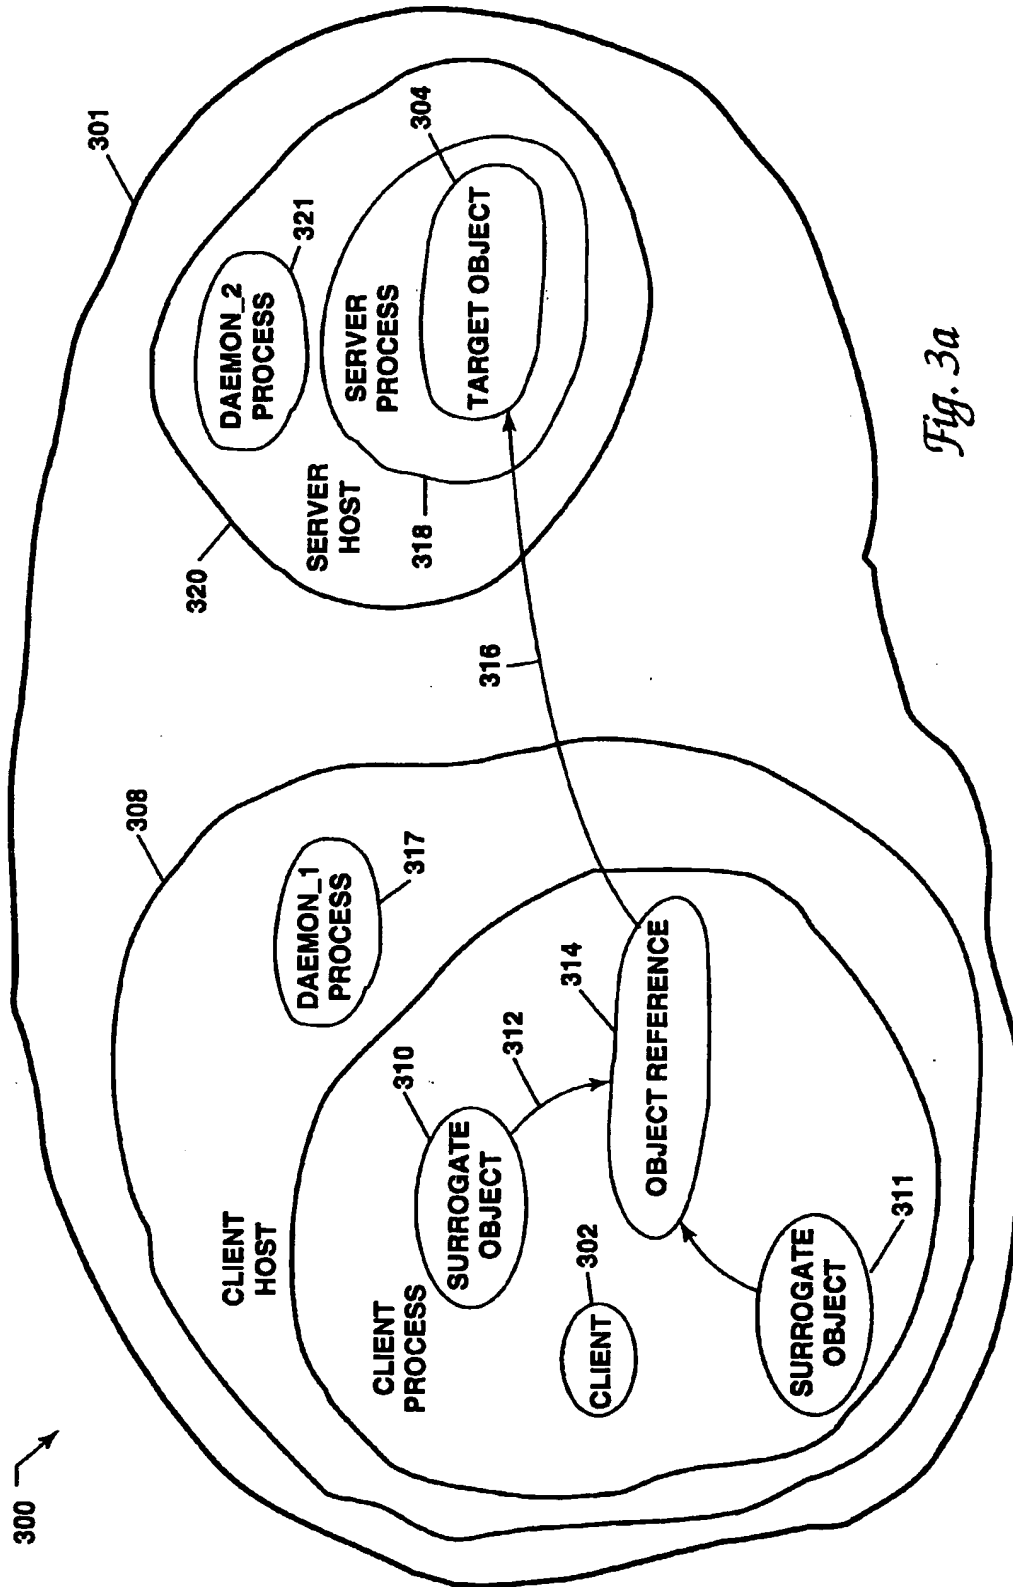 300
301
308
CLIENT
HOST
DAEMON_1
PROCESS
317
CLIENT
PROCESS
SURROGATE
OBJECT
310
312
CLIENT
302
314
OBJECT REFERENCE
SURROGATE
OBJECT
311
316
320
SERVER
HOST
DAEMON_2
PROCESS
321
318
SERVER
PROCESS
TARGET OBJECT
304
Fig. 3a